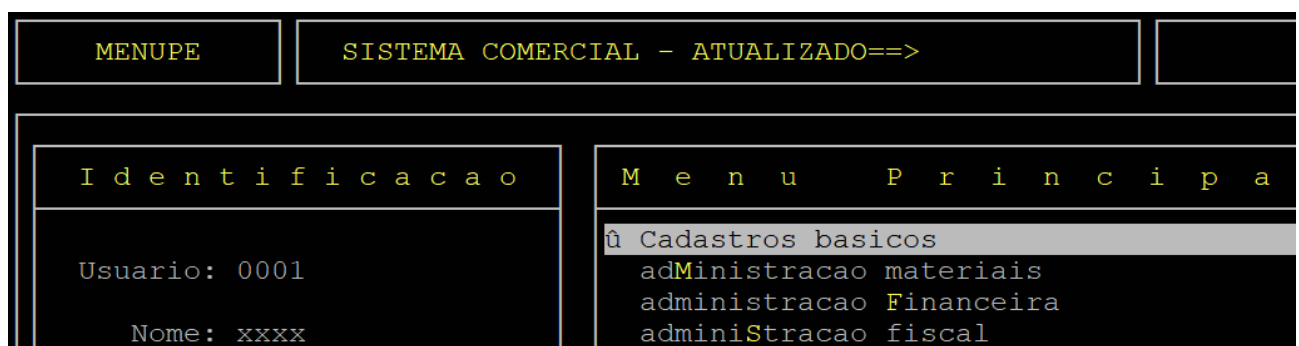 MENUPE
SISTEMA COMERCIAL - ATUALIZADO==>
I d e n t i f i c a c a o
M e n u P r i n c i p a
û Cadastros basicos
Usuario: 0001
adMinistracao materiais
administracao Financeira
Nome: xxxx
adminiStracao fiscal